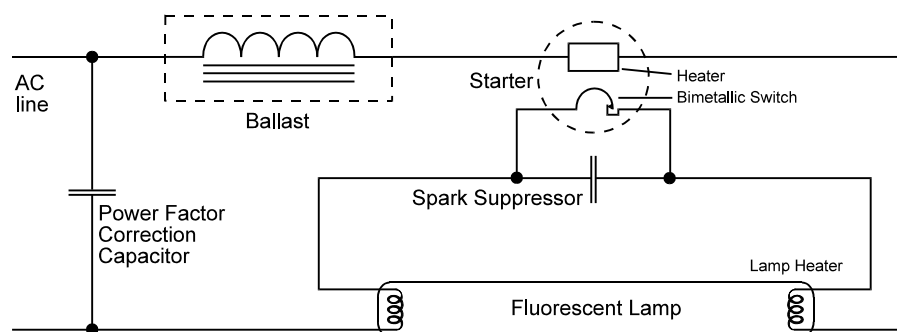 AC
line
Ballast
Starter
Heater
Bimetallic Switch
Spark Suppressor
Power Factor
Correction
Capacitor
Lamp Heater
Fluorescent Lamp